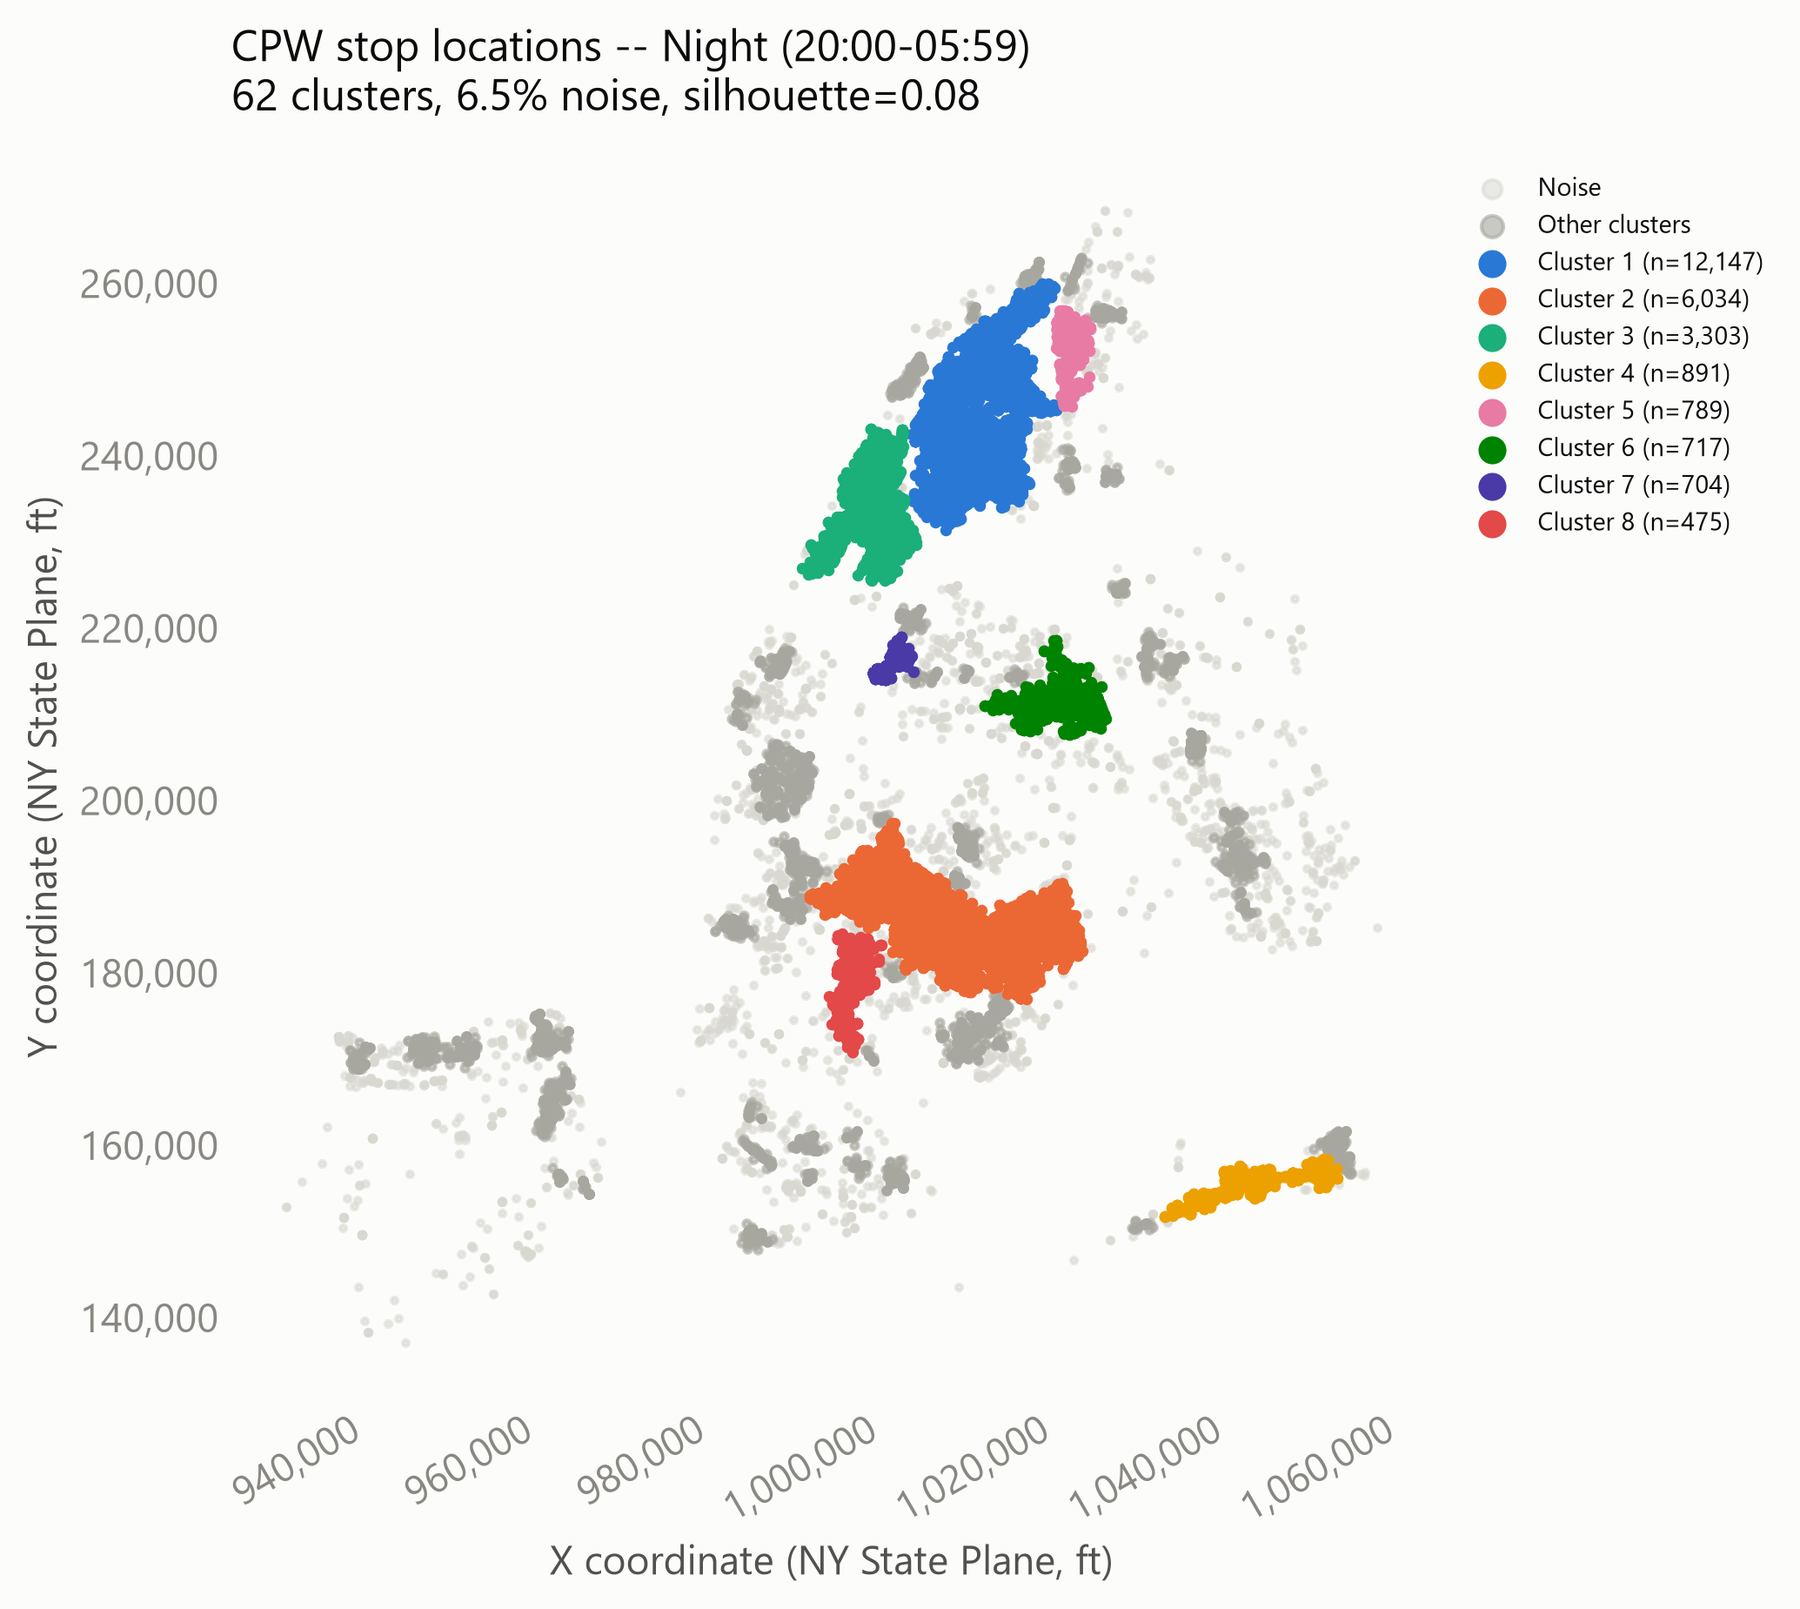 CPW stop locations -- Night (20:00-05:59)
62 clusters, 6.5% noise, silhouette=0.08
Noise
Other clusters
Cluster 1 (n=12,147)
Cluster 2 (n=6,034)
Cluster 3 (n=3,303)
Cluster 4 (n=891)
Cluster 5 (n=789)
Cluster 6 (n=717)
Cluster 7 (n=704)
Cluster 8 (n=475)
Y coordinate (NY State Plane, ft)
260,000
240,000
220,000
200,000
180,000
160,000
140,000
940,000
960,000
980,000
1,000,000
1,020,000
1,040,000
1,060,000
X coordinate (NY State Plane, ft)